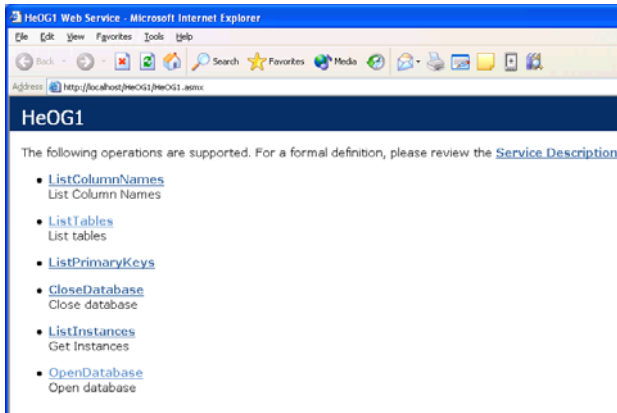 HeOG1 Web Service - Microsoft Internet Explorer
File Edit View Favorites Tools Help
Back Search Favorites Media
Address http://localhost/HeOG1/HeOG1.asmx
HeOG1
The following operations are supported. For a formal definition, please review the Service Description
ListColumnNames
List Column Names
ListTables
List tables
ListPrimaryKeys
CloseDatabase
Close database
ListInstances
Get Instances
OpenDatabase
Open database